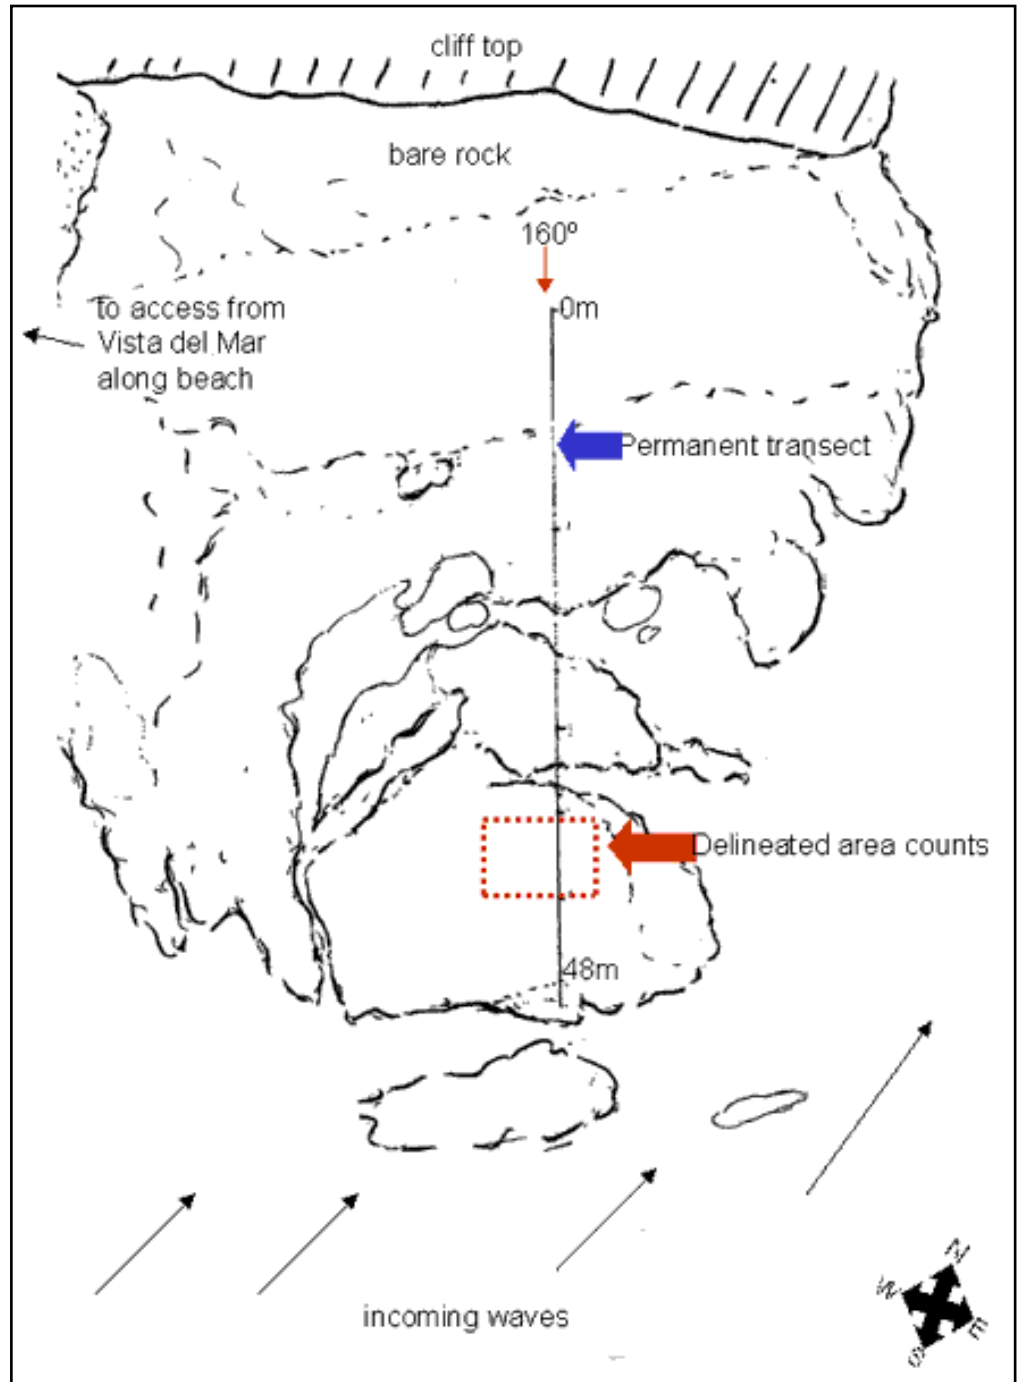 cliff top
bare rock
160º
0m
to access from
Vista del Mar
along beach
Permanent transect
Delineated area counts
48m
incoming waves
N
W
E
S